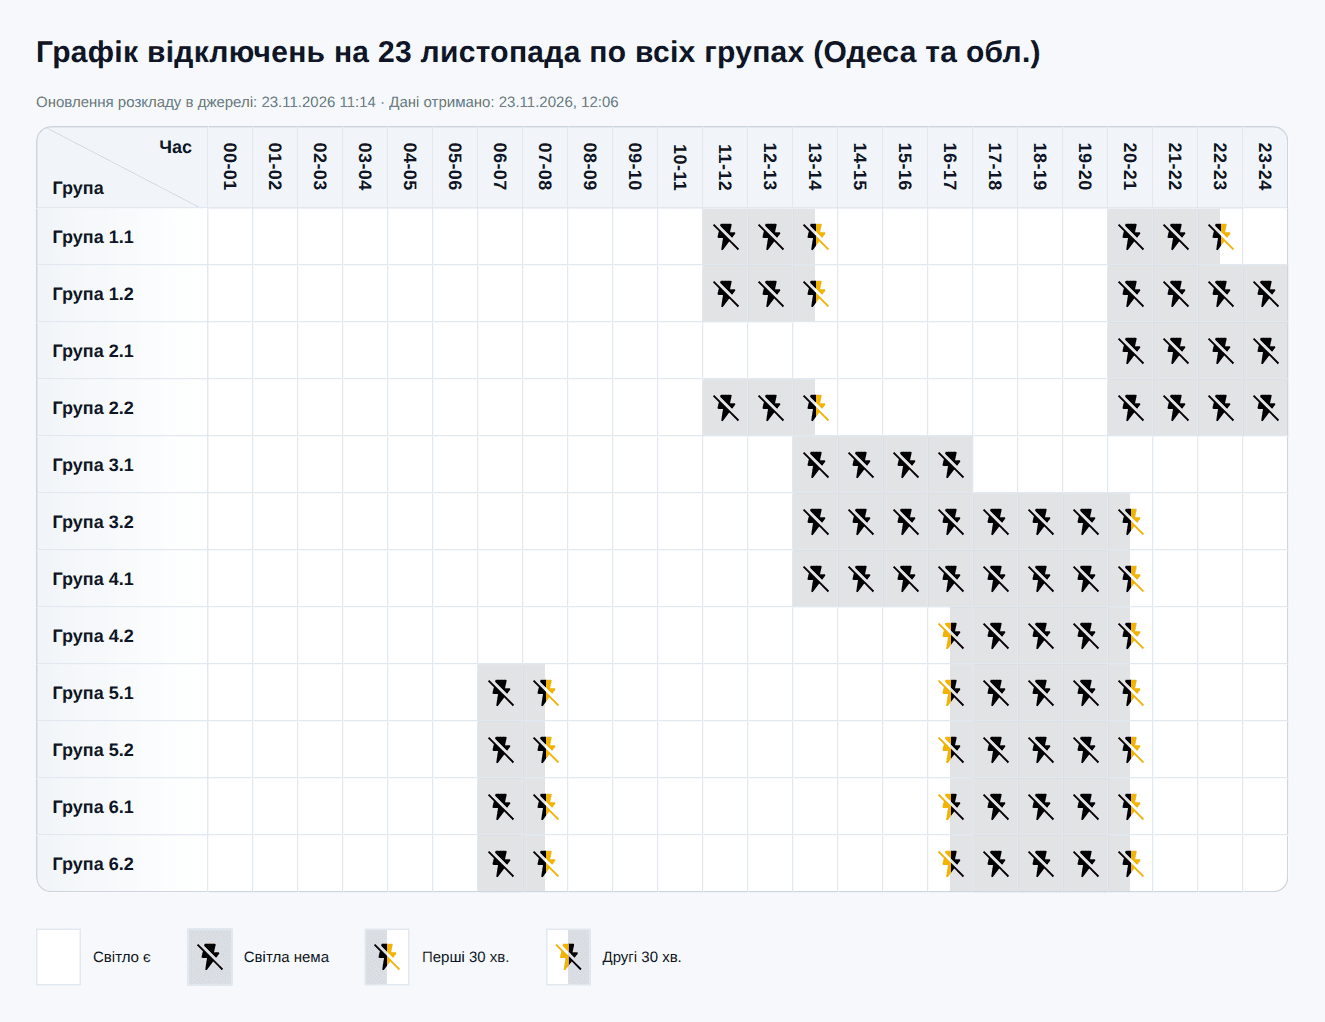 Графік відключень на 23 листопада по всіх групах (Одеса та обл.)
Оновлення розкладу в джерелі: 23.11.2026 11:14 · Дані отримано: 23.11.2026, 12:06
Час
Група
00-01 01-02 02-03 03-04 04-05 05-06 06-07 07-08 08-09 09-10 10-11 11-12 12-13 13-14 14-15 15-16 16-17 17-18 18-19 19-20 20-21 21-22 22-23 23-24
Група 1.1
Група 1.2
Група 2.1
Група 2.2
Група 3.1
Група 3.2
Група 4.1
Група 4.2
Група 5.1
Група 5.2
Група 6.1
Група 6.2
Світло є Світла нема Перші 30 хв. Другі 30 хв.